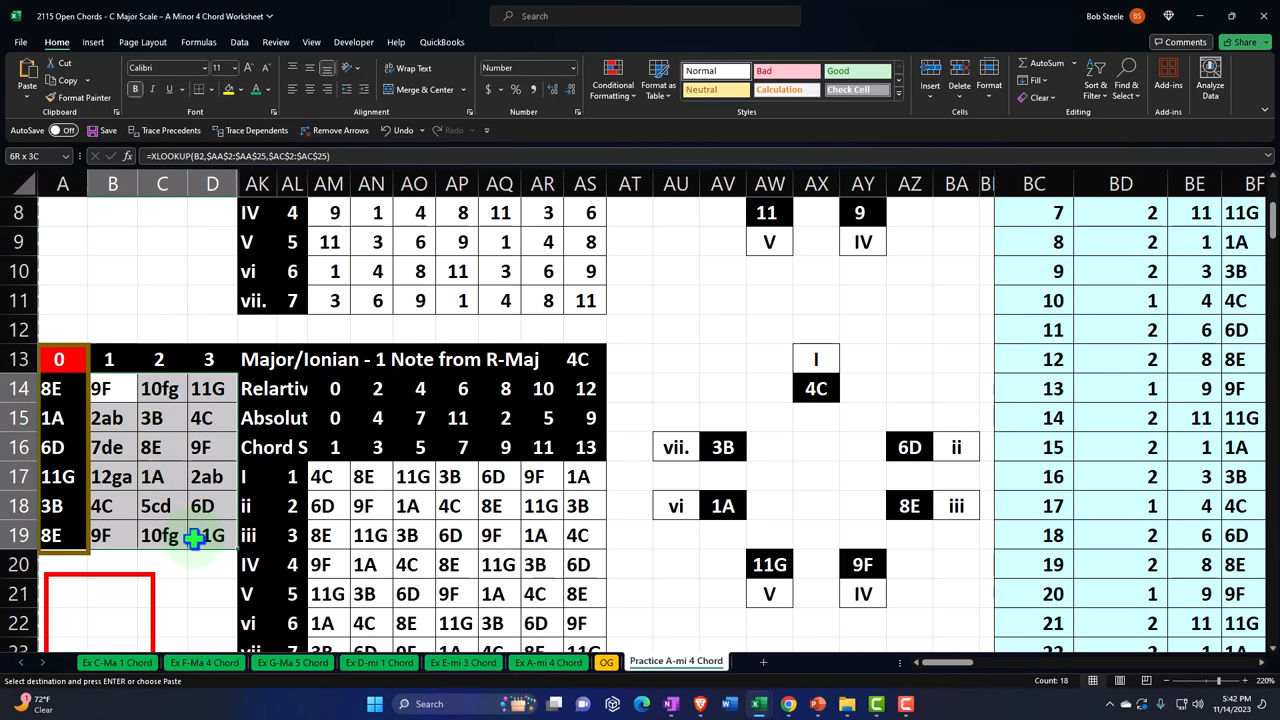 2115 Open Chords - C Major Scale – A Minor 4 Chord Worksheet
Search
Bob Steele BS
File Home Insert Page Layout Formulas Data Review View Developer Help QuickBooks Comments Share
Paste Cut Copy Format Painter Calibri 11 Wrap Text Merge & Center Number Conditional Formatting Format as Table Normal Bad Good Neutral Calculation Check Cell Insert Delete Format AutoSum Fill Clear Sort & Filter Find & Select Add-ins Analyze Data
Clipboard Font Alignment Number Styles Cells Editing Add-ins
AutoSave Off Save Trace Precedents Trace Dependents Remove Arrows Undo Redo
6R x 3C fx =XLOOKUP(B2,$AA$2:$AA$25,$AC$2:$AC$25)
A B C D AK AL AM AN AO AP AQ AR AS AT AU AV AW AX AY AZ BA BC BD BE BF
8 IV 4 9 1 4 8 11 3 6 11 9 7 2 11 11G
9 V 5 11 3 6 9 1 4 8 V IV 8 2 1 1A
10 vi 6 1 4 8 11 3 6 9 9 2 3 3B
11 vii. 7 3 6 9 1 4 8 11 10 1 4 4C
12 11 2 6 6D
13 0 1 2 3 Major/Ionian - 1 Note from R-Maj 4C I 12 2 8 8E
14 8E 9F 10fg 11G Relartiv 0 2 4 6 8 10 12 4C 13 1 9 9F
15 1A 2ab 3B 4C Absolut 0 4 7 11 2 5 9 14 2 11 11G
16 6D 7de 8E 9F Chord S 1 3 5 7 9 11 13 vii. 3B 6D ii 15 2 1 1A
17 11G 12ga 1A 2ab I 1 4C 8E 11G 3B 6D 9F 1A 16 2 3 3B
18 3B 4C 5cd 6D ii 2 6D 9F 1A 4C 8E 11G 3B vi 1A 8E iii 17 1 4 4C
19 8E 9F 10fg 11G iii 3 8E 11G 3B 6D 9F 1A 4C 18 2 6 6D
20 IV 4 9F 1A 4C 8E 11G 3B 6D 11G 9F 19 2 8 8E
21 V 5 11G 3B 6D 9F 1A 4C 8E V IV 20 1 9 9F
22 vi 6 1A 4C 8E 11G 3B 6D 9F 21 2 11 11G
Ex C-Ma 1 Chord Ex F-Ma 4 Chord Ex G-Ma 5 Chord Ex D-mi 1 Chord Ex E-mi 3 Chord Ex A-mi 4 Chord OG Practice A-mi 4 Chord
Select destination and press ENTER or choose Paste Count: 18 220%
72°F
Clear
Search
5:42 PM
11/14/2023